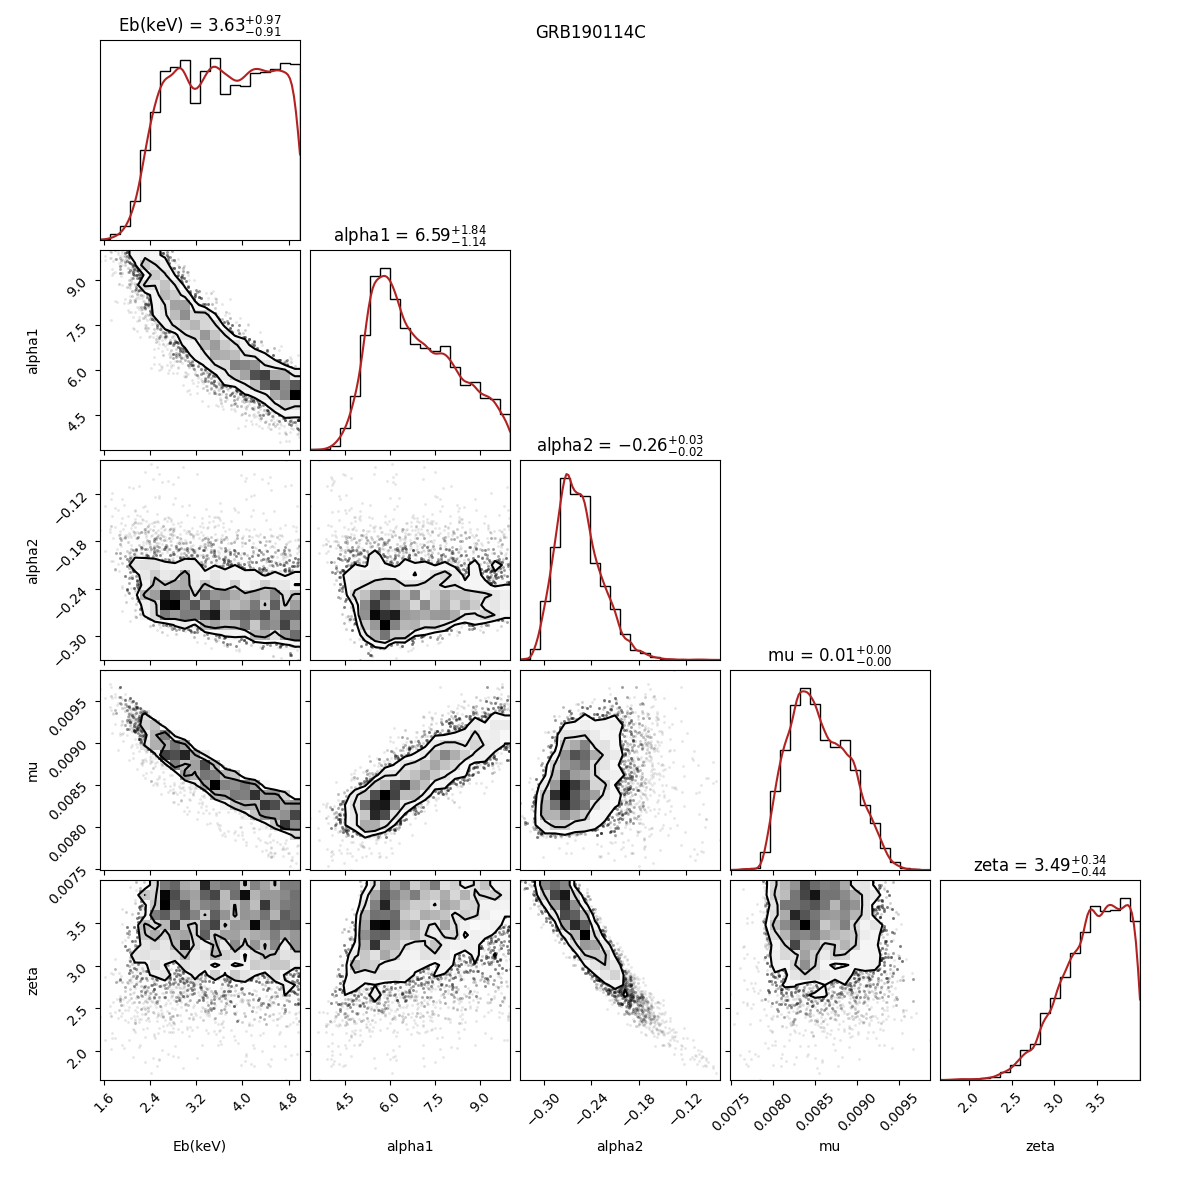 GRB190114C
Eb(keV) = 3.63+0.97−0.91
alpha1 = 6.59+1.84−1.14
9.0
7.5
6.0
4.5
alpha1
alpha2 = −0.26+0.03−0.02
−0.12
−0.18
−0.24
−0.30
alpha2
mu = 0.01+0.00−0.00
0.0095
0.0090
0.0085
0.0080
0.0075
mu
zeta = 3.49+0.34−0.44
3.5
3.0
2.5
2.0
zeta
1.6 2.4 3.2 4.0 4.8
4.5 6.0 7.5 9.0
−0.30 −0.24 −0.18 −0.12
0.0075 0.0080 0.0085 0.0090 0.0095
2.0 2.5 3.0 3.5
Eb(keV) alpha1 alpha2 mu zeta